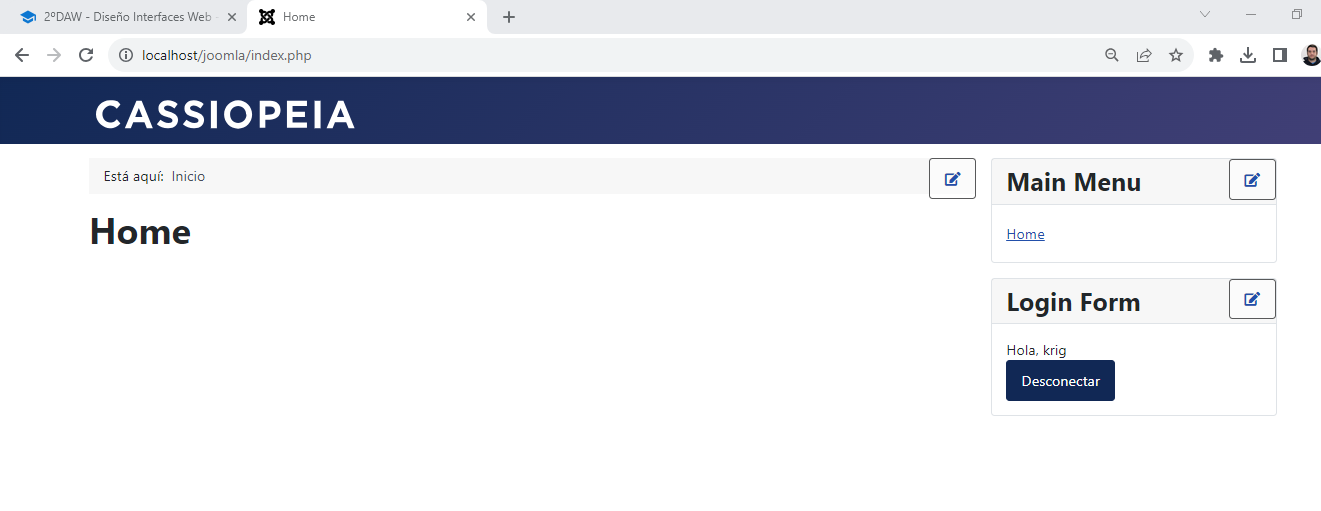 2ºDAW - Diseño Interfaces Web -
Home
localhost/joomla/index.php
CASSIOPEIA
Está aquí: Inicio
Home
Main Menu
Home
Login Form
Hola, krig
Desconectar